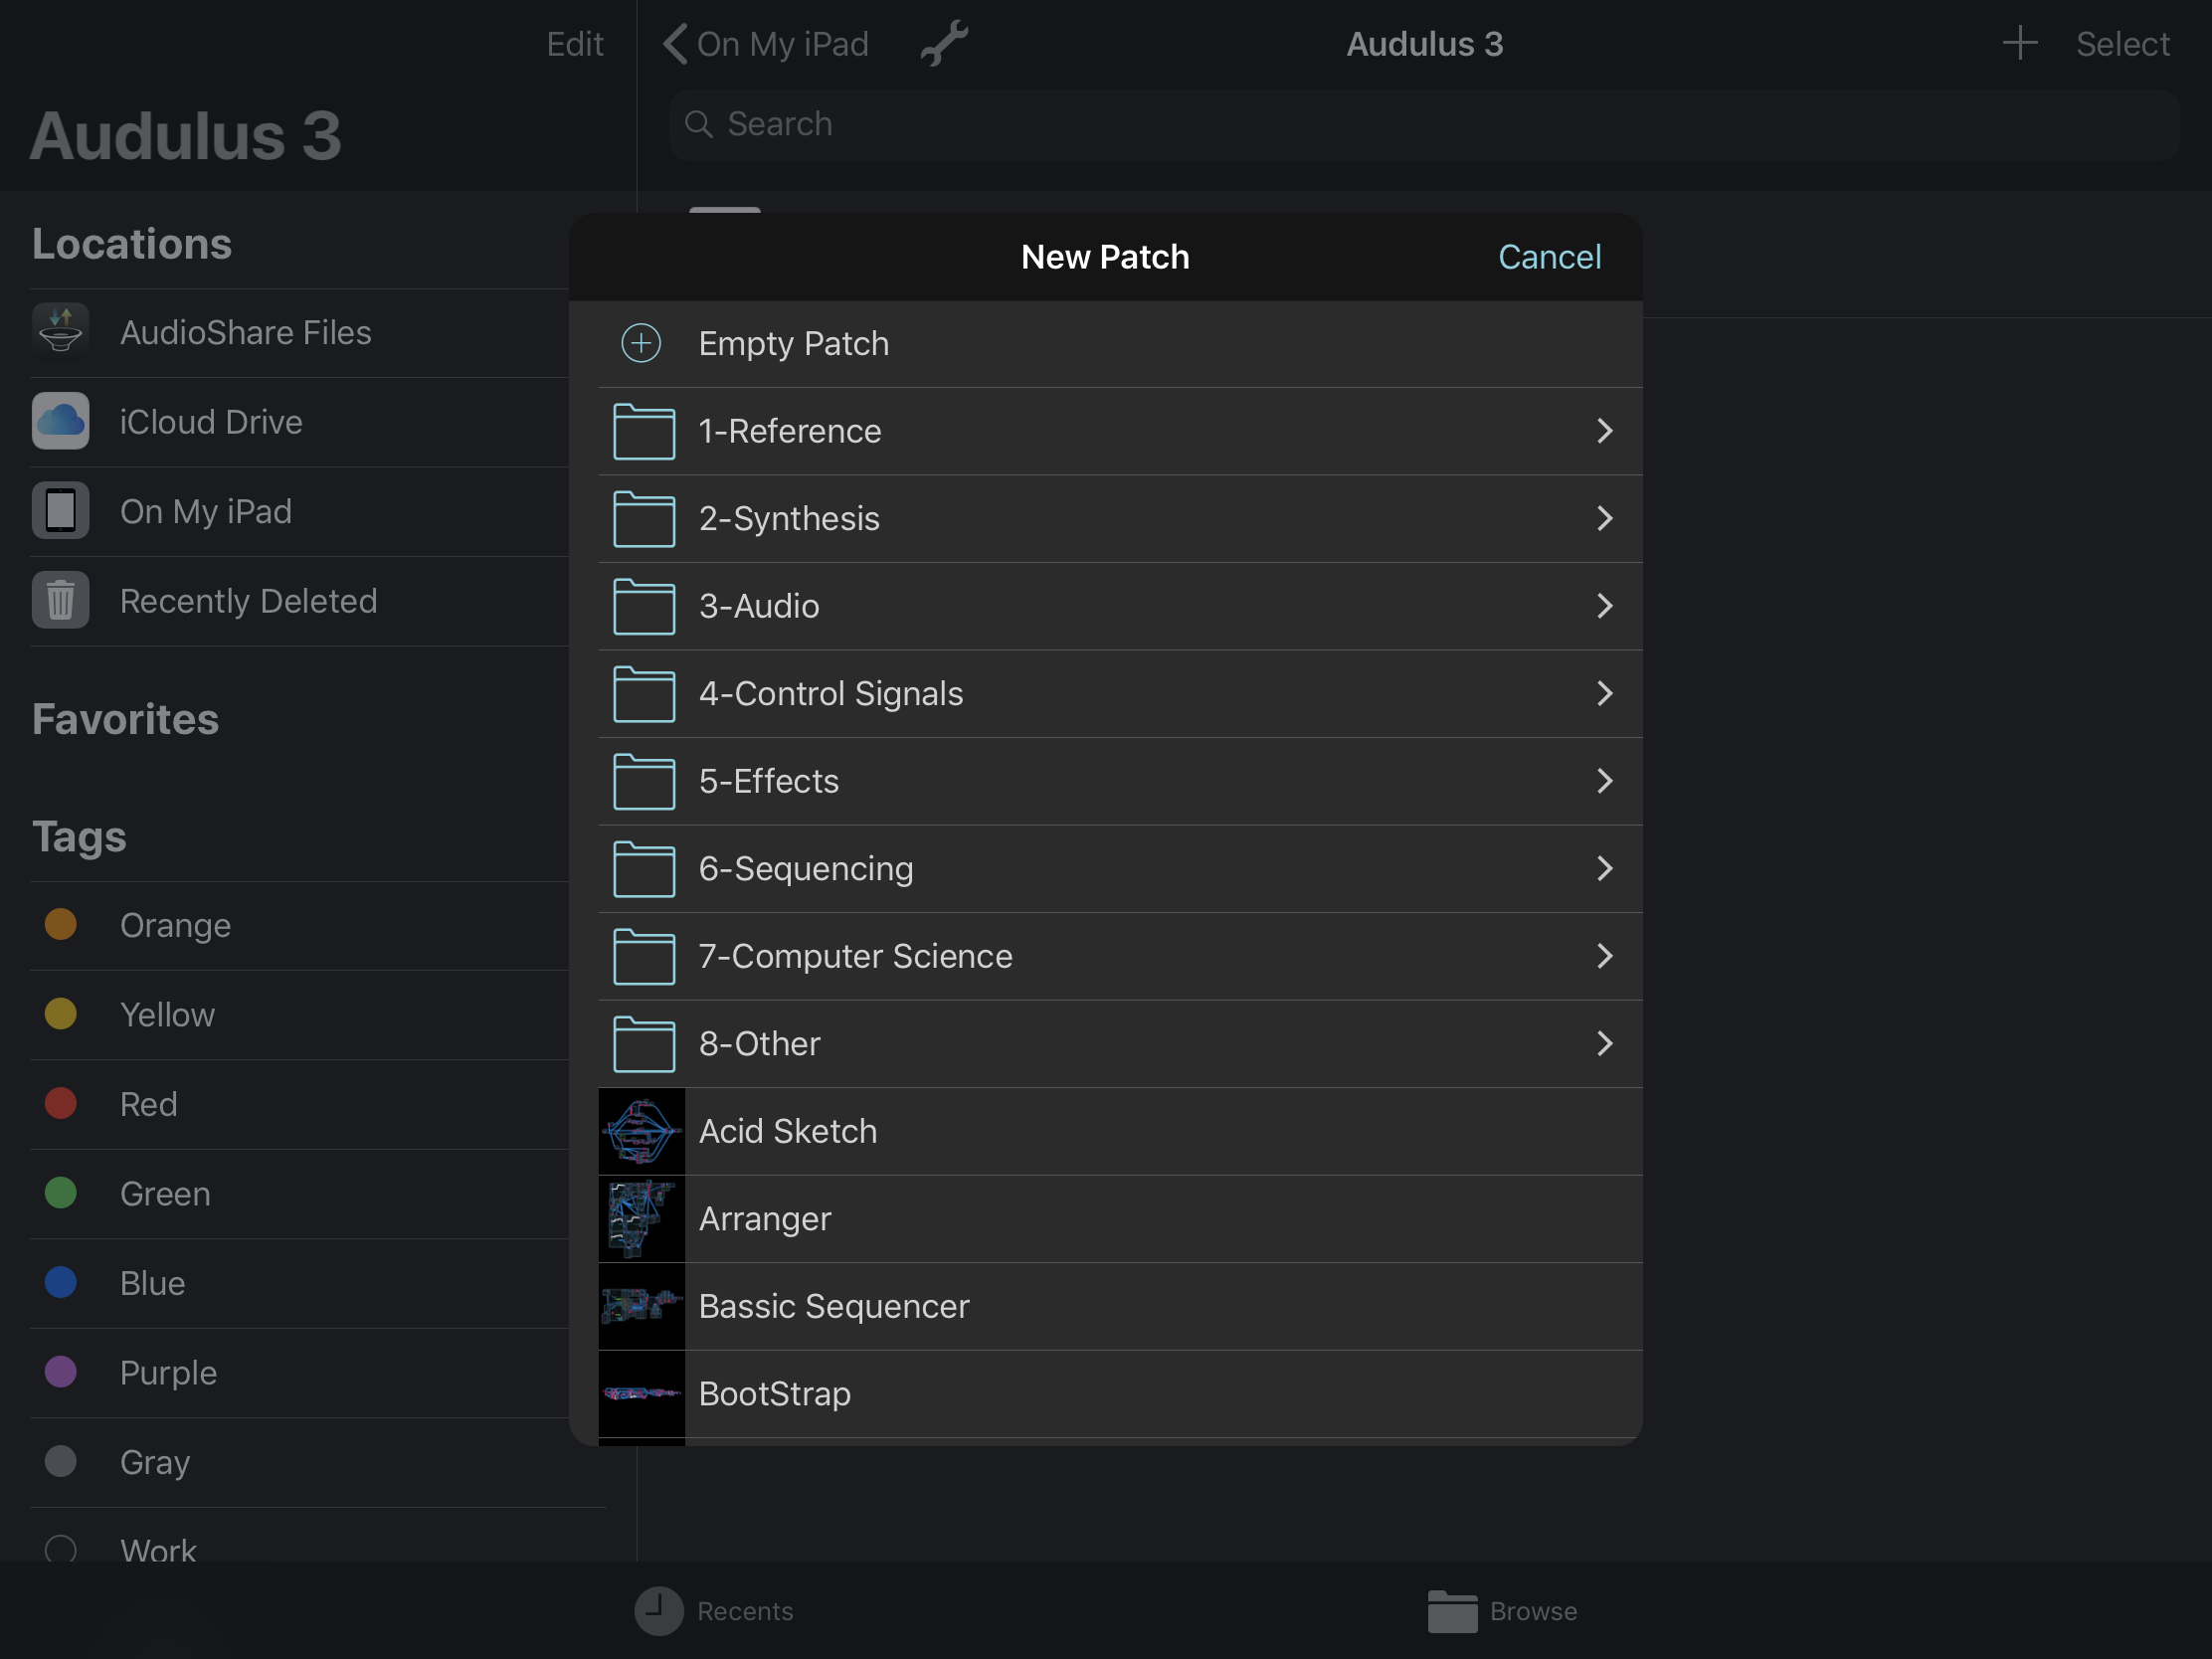 Edit
On My iPad
Audulus 3
Select
Search
Audulus 3
Locations
AudioShare Files
iCloud Drive
On My iPad
Recently Deleted
Favorites
Tags
Orange
Yellow
Red
Green
Blue
Purple
Gray
Work
New Patch
Cancel
Empty Patch
1-Reference
2-Synthesis
3-Audio
4-Control Signals
5-Effects
6-Sequencing
7-Computer Science
8-Other
Acid Sketch
Arranger
Bassic Sequencer
BootStrap
Recents
Browse